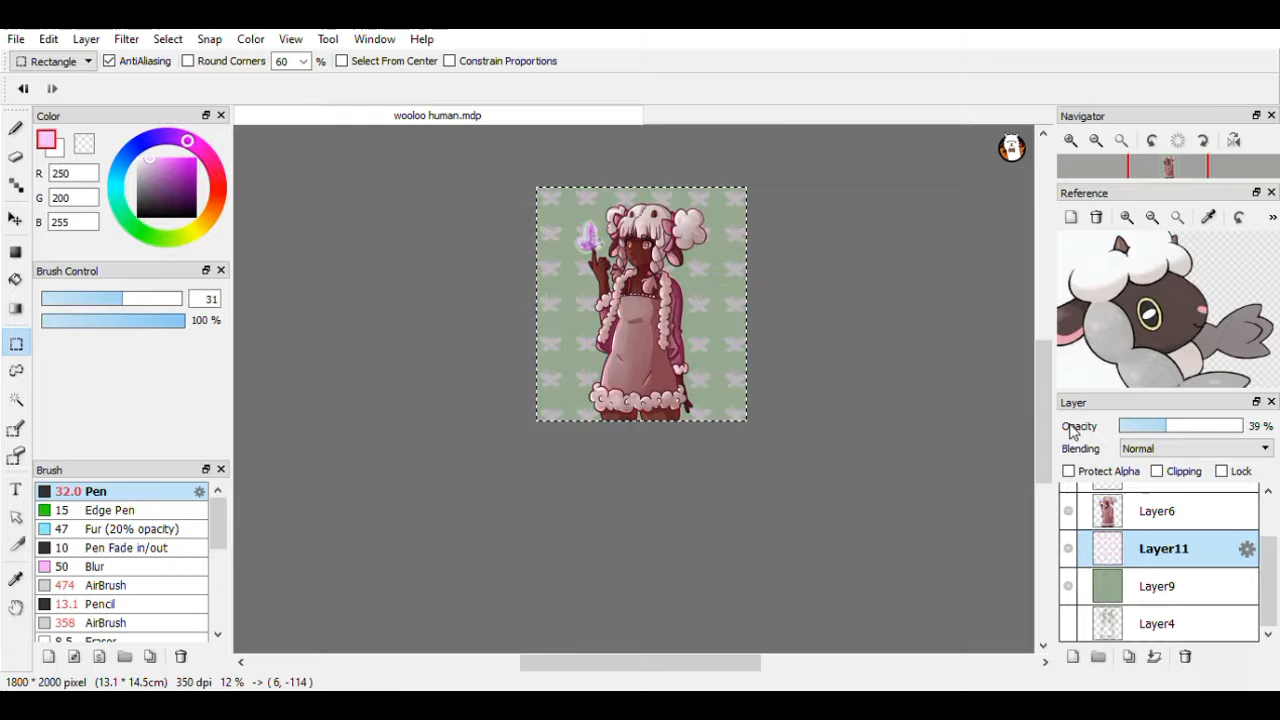 File Edit Layer Filter Select Snap Color View Tool Window Help
Rectangle AntiAliasing Round Corners 60 % Select From Center Constrain Proportions
wooloo human.mdp
Color
R 250
G 200
B 255
Brush Control
31
100 %
Brush
32.0 Pen
15 Edge Pen
47 Fur (20% opacity)
10 Pen Fade in/out
50 Blur
474 AirBrush
13.1 Pencil
358 AirBrush
8.5 Eraser
Navigator
Reference
Layer
Opacity 39 %
Blending Normal
Protect Alpha Clipping Lock
Layer6
Layer11
Layer9
Layer4
1800 * 2000 pixel (13.1 * 14.5cm) 350 dpi 12 % -> ( 6, -114 )